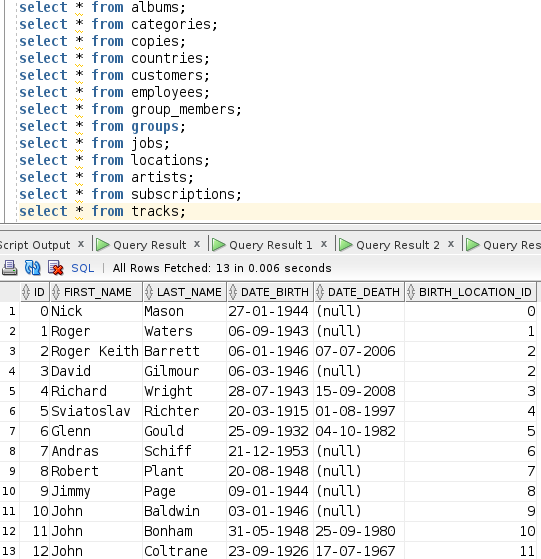 select * from albums;
select * from categories;
select * from copies;
select * from countries;
select * from customers;
select * from employees;
select * from group_members;
select * from groups;
select * from jobs;
select * from locations;
select * from artists;
select * from subscriptions;
select * from tracks;
Script Output x Query Result x Query Result 1 x Query Result 2 x Query Res
SQL All Rows Fetched: 13 in 0.006 seconds
ID FIRST_NAME LAST_NAME DATE_BIRTH DATE_DEATH BIRTH_LOCATION_ID
1 0 Nick Mason 27-01-1944 (null) 0
2 1 Roger Waters 06-09-1943 (null) 1
3 2 Roger Keith Barrett 06-01-1946 07-07-2006 2
4 3 David Gilmour 06-03-1946 (null) 2
5 4 Richard Wright 28-07-1943 15-09-2008 3
6 5 Sviatoslav Richter 20-03-1915 01-08-1997 4
7 6 Glenn Gould 25-09-1932 04-10-1982 5
8 7 Andras Schiff 21-12-1953 (null) 6
9 8 Robert Plant 20-08-1948 (null) 7
10 9 Jimmy Page 09-01-1944 (null) 8
11 10 John Baldwin 03-01-1946 (null) 9
12 11 John Bonham 31-05-1948 25-09-1980 10
13 12 John Coltrane 23-09-1926 17-07-1967 11